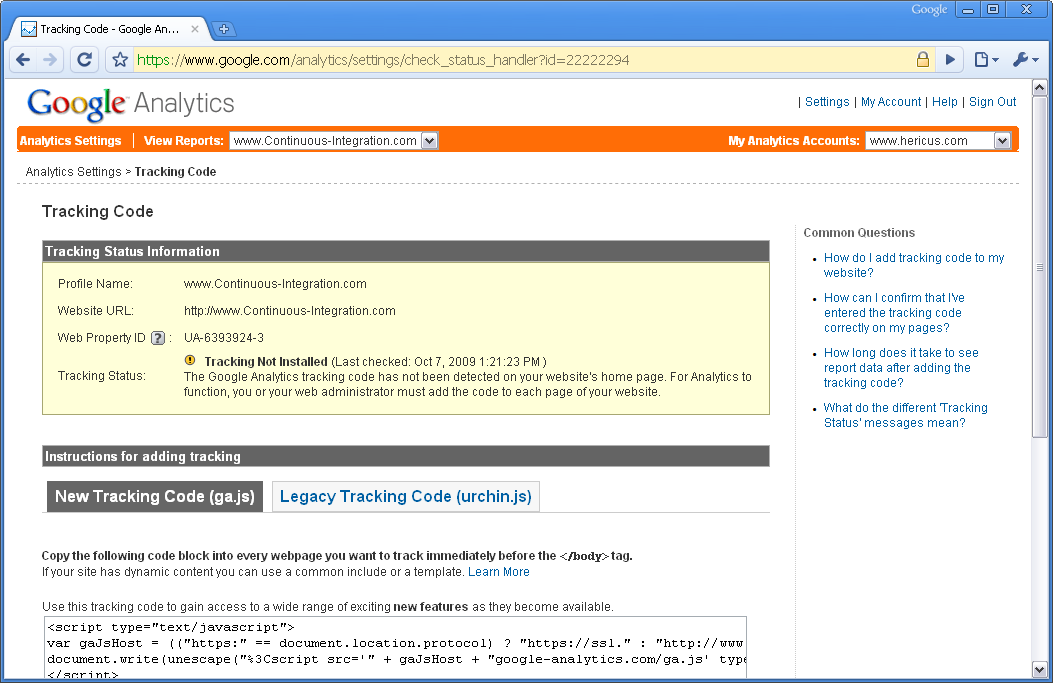 Google
Tracking Code - Google An...
https://www.google.com/analytics/settings/check_status_handler?id=22222294
Google Analytics
| Settings | My Account | Help | Sign Out
Analytics Settings | View Reports: www.Continuous-Integration.com
My Analytics Accounts: www.hericus.com
Analytics Settings > Tracking Code
Tracking Code
Tracking Status Information
Profile Name: www.Continuous-Integration.com
Website URL: http://www.Continuous-Integration.com
Web Property ID ? : UA-6393924-3
Tracking Status:
Tracking Not Installed (Last checked: Oct 7, 2009 1:21:23 PM )
The Google Analytics tracking code has not been detected on your website's home page. For Analytics to
function, you or your web administrator must add the code to each page of your website.
Instructions for adding tracking
New Tracking Code (ga.js)
Legacy Tracking Code (urchin.js)
Copy the following code block into every webpage you want to track immediately before the </body> tag.
If your site has dynamic content you can use a common include or a template. Learn More
Use this tracking code to gain access to a wide range of exciting new features as they become available.
<script type="text/javascript">
var gaJsHost = (("https:" == document.location.protocol) ? "https://ssl." : "http://www
document.write(unescape("%3Cscript src='" + gaJsHost + "google-analytics.com/ga.js' type
</script>
Common Questions
• How do I add tracking code to my
website?
• How can I confirm that I've
entered the tracking code
correctly on my pages?
• How long does it take to see
report data after adding the
tracking code?
• What do the different 'Tracking
Status' messages mean?